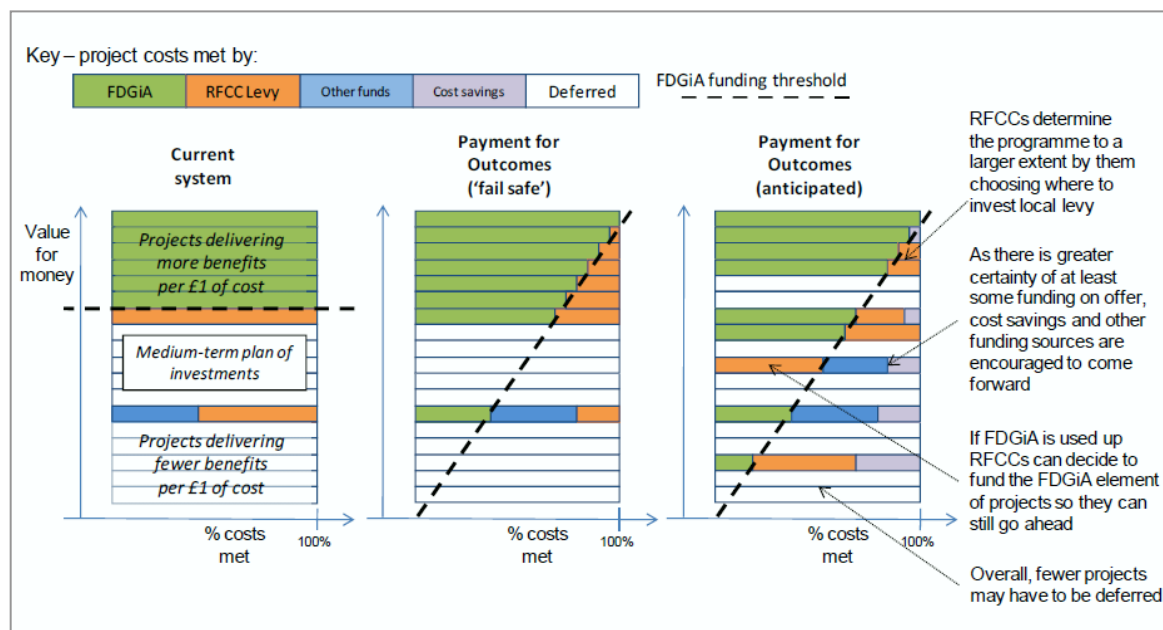 Key – project costs met by:
FDGiA
RFCC Levy
Other funds
Cost savings
Deferred
FDGiA funding threshold
Current
system
Value
for
money
Projects delivering
more benefits
per £1 of cost
Medium-term plan of
investments
Projects delivering
fewer benefits
per £1 of cost
% costs
met
100%
Payment for
Outcomes
('fail safe')
% costs
met
100%
Payment for
Outcomes
(anticipated)
% costs
met
100%
RFCCs determine
the programme to a
larger extent by them
choosing where to
invest local levy
As there is greater
certainty of at least
some funding on offer,
cost savings and other
funding sources are
encouraged to come
forward
If FDGiA is used up
RFCCs can decide to
fund the FDGiA element
of projects so they can
still go ahead
Overall, fewer projects
may have to be deferred